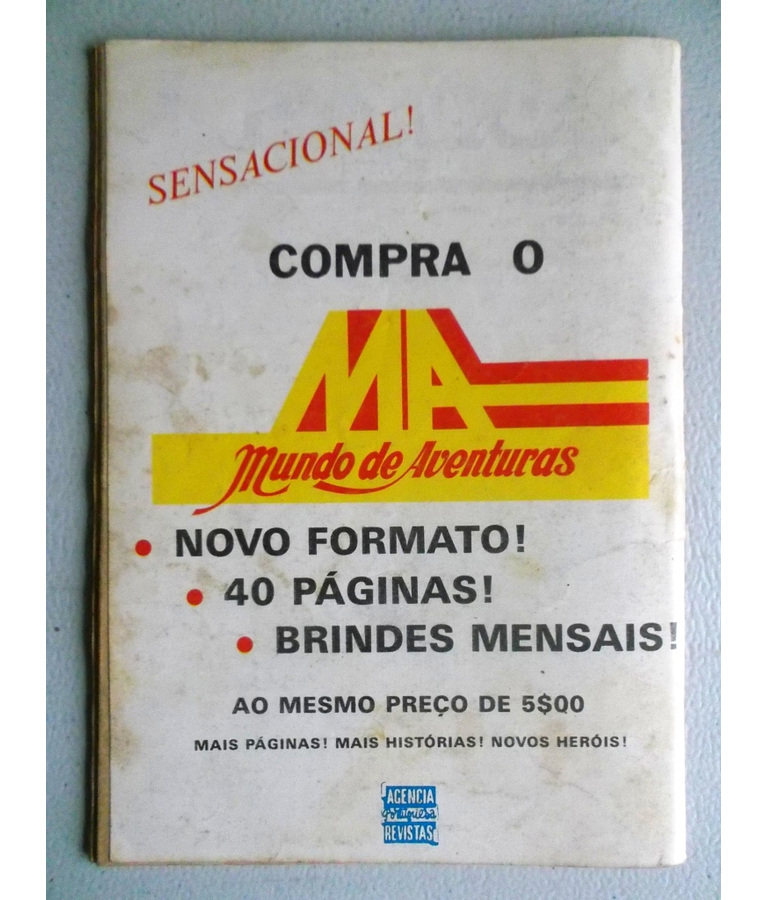 SENSACIONAL!
COMPRA O
MA
Mundo de Aventuras
• NOVO FORMATO!
• 40 PÁGINAS!
• BRINDES MENSAIS!
AO MESMO PREÇO DE 5$00
MAIS PÁGINAS! MAIS HISTÓRIAS! NOVOS HERÓIS!
AGENCIA
Portuguesa
REVISTAS